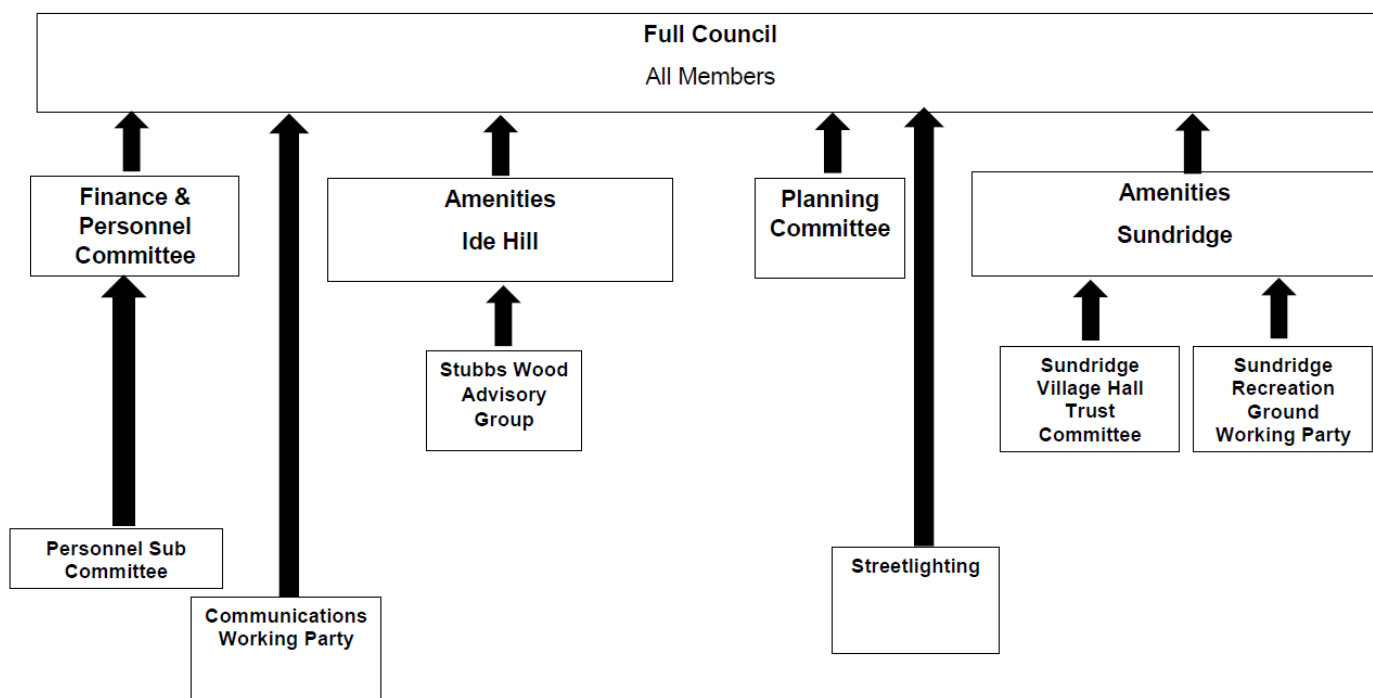 Full Council
All Members
Finance &
Personnel
Committee
Amenities
Ide Hill
Planning
Committee
Amenities
Sundridge
Stubbs Wood
Advisory
Group
Sundridge
Village Hall
Trust
Committee
Sundridge
Recreation
Ground
Working Party
Personnel Sub
Committee
Communications
Working Party
Streetlighting